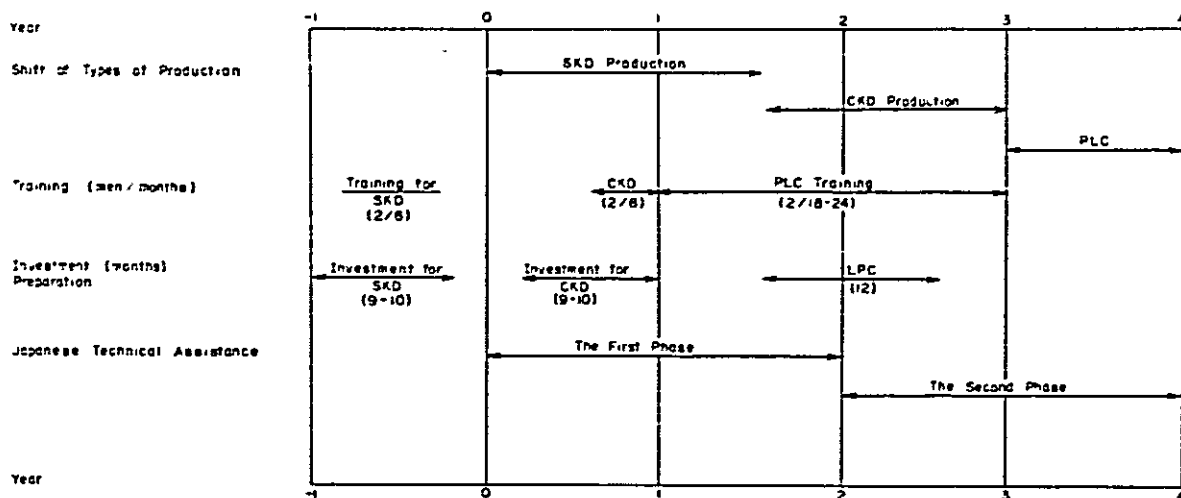 -1 0 1 2 3 4
Year
Shift of Types of Production
SKD Production
CKD Production
PLC
Training (men/months)
Training for
SKD
(2/6)
CKD
(2/6)
PLC Training
(2/18-24)
Investment (months)
Preparation
Investment for
SKD
(9-10)
Investment for
CKD
(9-10)
LPC
(12)
Japanese Technical Assistance
The First Phase
The Second Phase
Year
-1 0 1 2 3 4